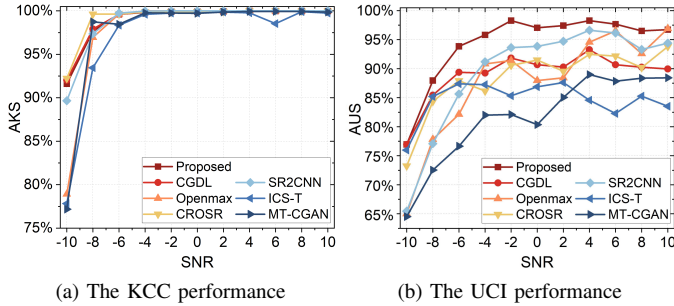 100%
95%
90%
85%
80%
75%
AKS
-10 -8 -6 -4 -2 0 2 4 6 8 10
SNR
Proposed
CGDL
Openmax
CROSR
SR2CNN
ICS-T
MT-CGAN
(a) The KCC performance
100%
95%
90%
85%
80%
75%
70%
65%
AUS
-10 -8 -6 -4 -2 0 2 4 6 8 10
SNR
Proposed
CGDL
Openmax
CROSR
SR2CNN
ICS-T
MT-CGAN
(b) The UCI performance